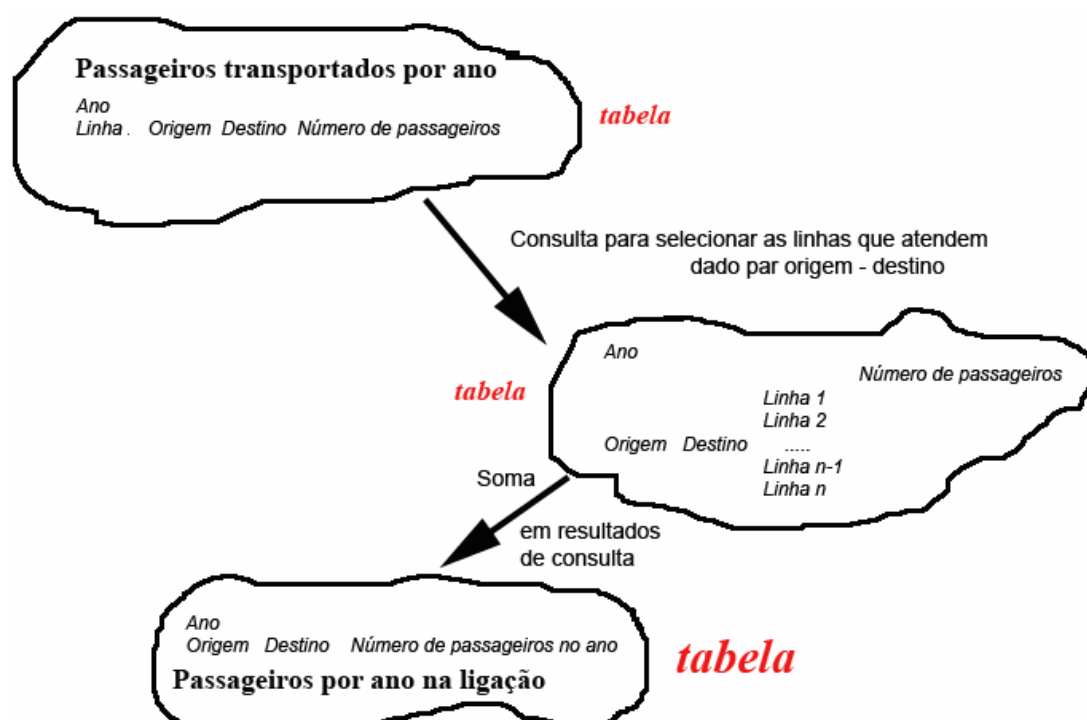 Passageiros transportados por ano
Ano
Linha . Origem Destino Número de passageiros
tabela
Consulta para selecionar as linhas que atendem
dado par origem - destino
Ano
Número de passageiros
tabela
Linha 1
Linha 2
Origem Destino .....
Linha n-1
Linha n
Soma
em resultados
de consulta
Ano
Origem Destino Número de passageiros no ano
tabela
Passageiros por ano na ligação